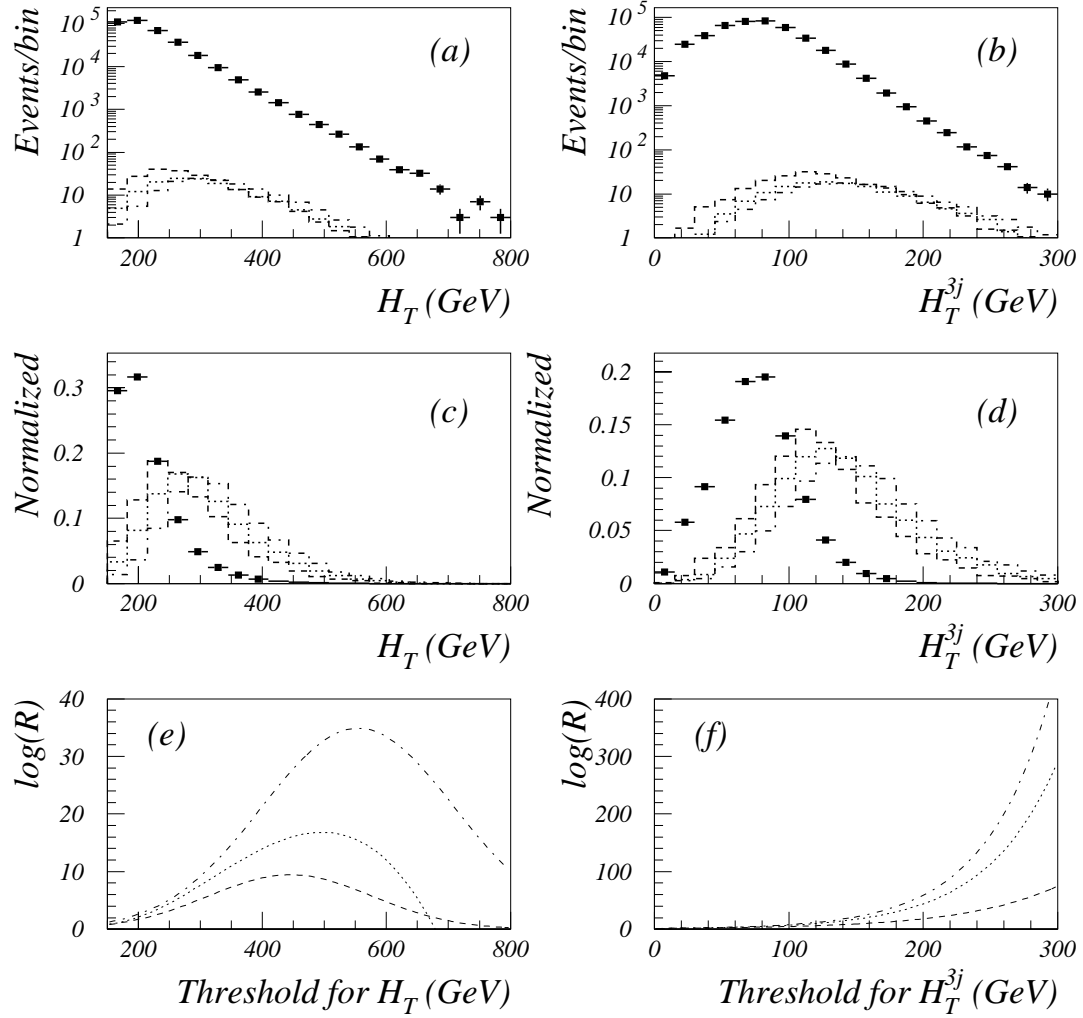 Events/bin
10^5
10^4
10^3
10^2
10
1
(a)
200 400 600 800
H_T (GeV)
Events/bin
10^5
10^4
10^3
10^2
10
1
(b)
0 100 200 300
H_T^{3j} (GeV)
Normalized
0.3
0.2
0.1
0
(c)
200 400 600 800
H_T (GeV)
Normalized
0.2
0.15
0.1
0.05
0
(d)
0 100 200 300
H_T^{3j} (GeV)
log(R)
40
30
20
10
0
(e)
200 400 600 800
Threshold for H_T (GeV)
log(R)
400
300
200
100
0
(f)
0 100 200 300
Threshold for H_T^{3j} (GeV)